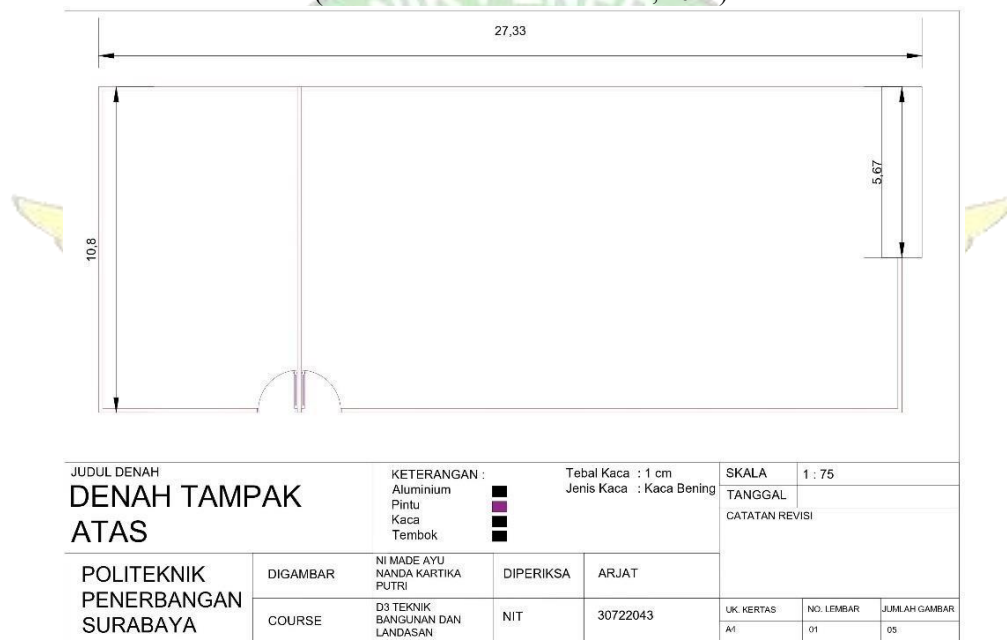 27,33
5,67
10,8
JUDUL DENAH
DENAH TAMPAK
ATAS
KETERANGAN :
Aluminium
Pintu
Kaca
Tembok
Tebal Kaca : 1 cm
Jenis Kaca : Kaca Bening
SKALA 1 : 75
TANGGAL
CATATAN REVISI
POLITEKNIK
PENERBANGAN
SURABAYA
DIGAMBAR
NI MADE AYU
NANDA KARTIKA
PUTRI
DIPERIKSA
ARJAT
COURSE
D3 TEKNIK
BANGUNAN DAN
LANDASAN
NIT
30722043
UK. KERTAS
NO. LEMBAR
JUMLAH GAMBAR
A4
01
05